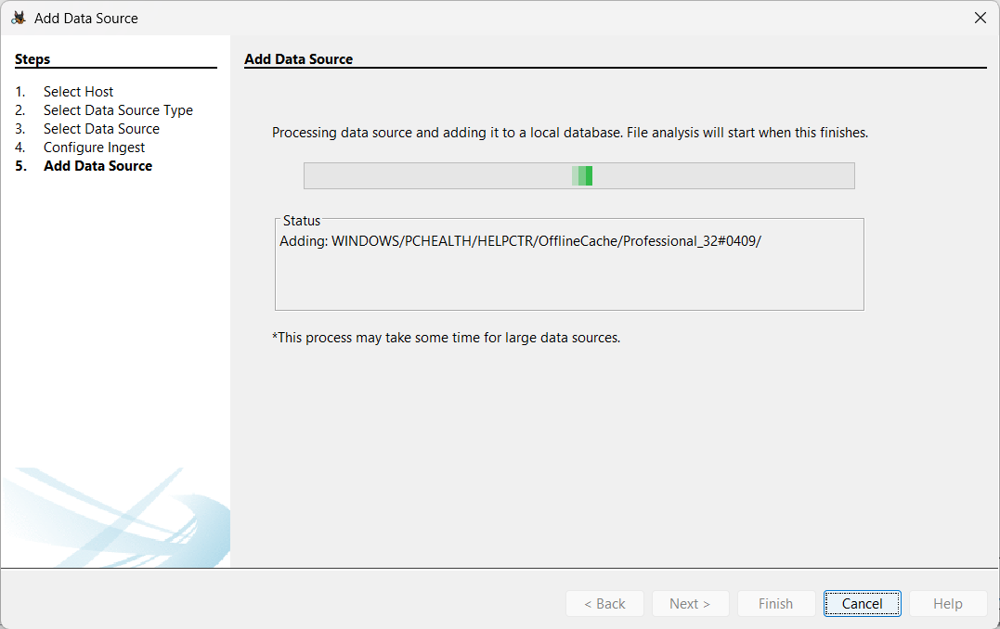 Add Data Source
Steps
1. Select Host
2. Select Data Source Type
3. Select Data Source
4. Configure Ingest
5. Add Data Source
Add Data Source
Processing data source and adding it to a local database. File analysis will start when this finishes.
Status
Adding: WINDOWS/PCHEALTH/HELPCTR/OfflineCache/Professional_32#0409/
*This process may take some time for large data sources.
< Back
Next >
Finish
Cancel
Help